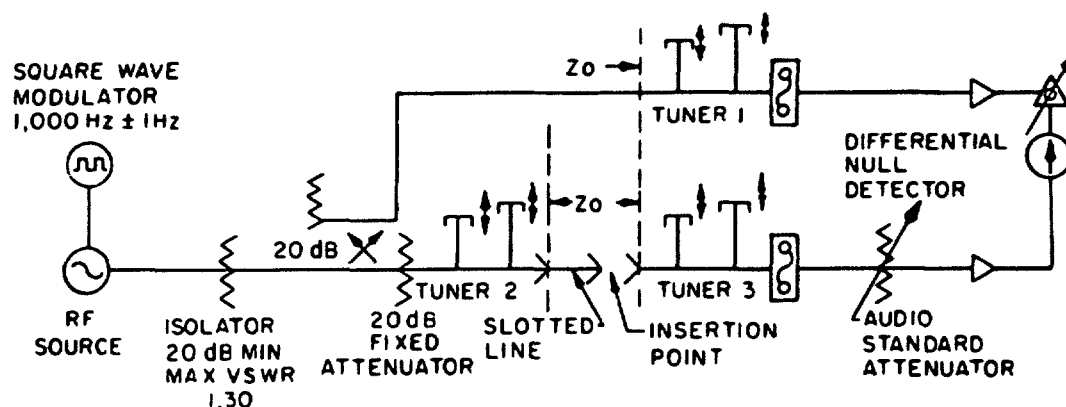 SQUARE WAVE
MODULATOR
1,000 Hz ± 1Hz
Zo
TUNER 1
DIFFERENTIAL
NULL
DETECTOR
Zo
20 dB
TUNER 2
TUNER 3
RF
SOURCE
ISOLATOR
20 dB MIN
MAX VSWR
1.30
20 dB
FIXED
ATTENUATOR
SLOTTED
LINE
INSERTION
POINT
AUDIO
STANDARD
ATTENUATOR